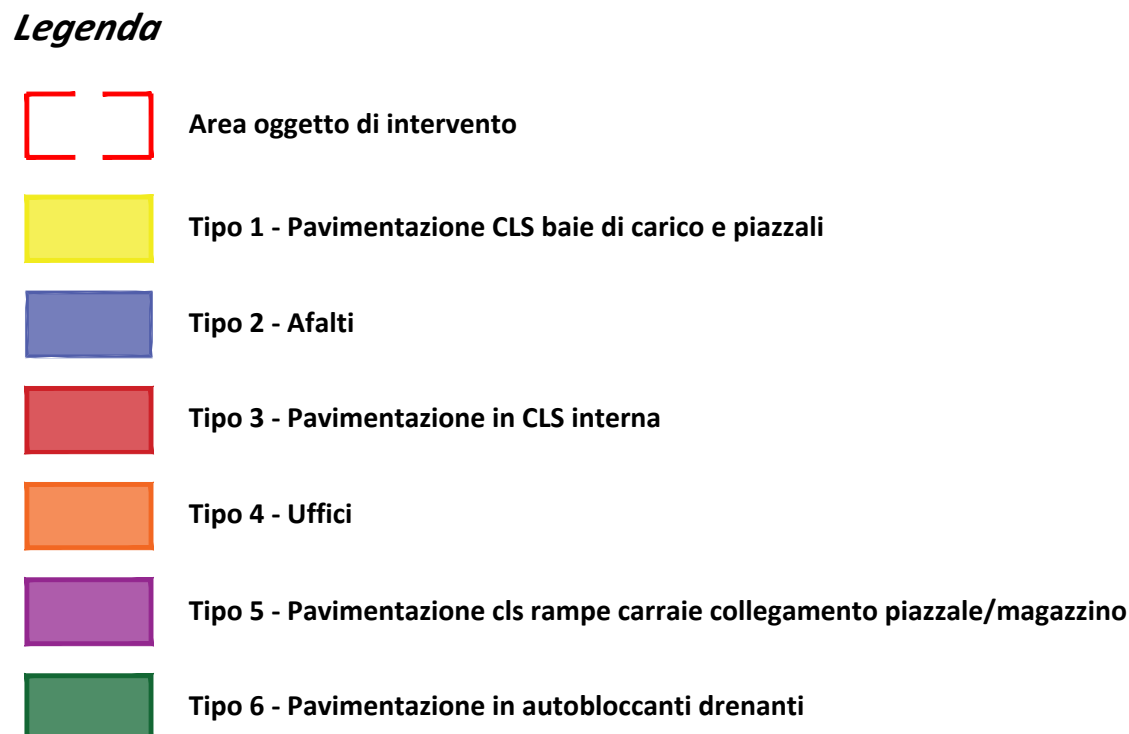 Legenda
Area oggetto di intervento
Tipo 1 - Pavimentazione CLS baie di carico e piazzali
Tipo 2 - Afalti
Tipo 3 - Pavimentazione in CLS interna
Tipo 4 - Uffici
Tipo 5 - Pavimentazione cls rampe carraie collegamento piazzale/magazzino
Tipo 6 - Pavimentazione in autobloccanti drenanti